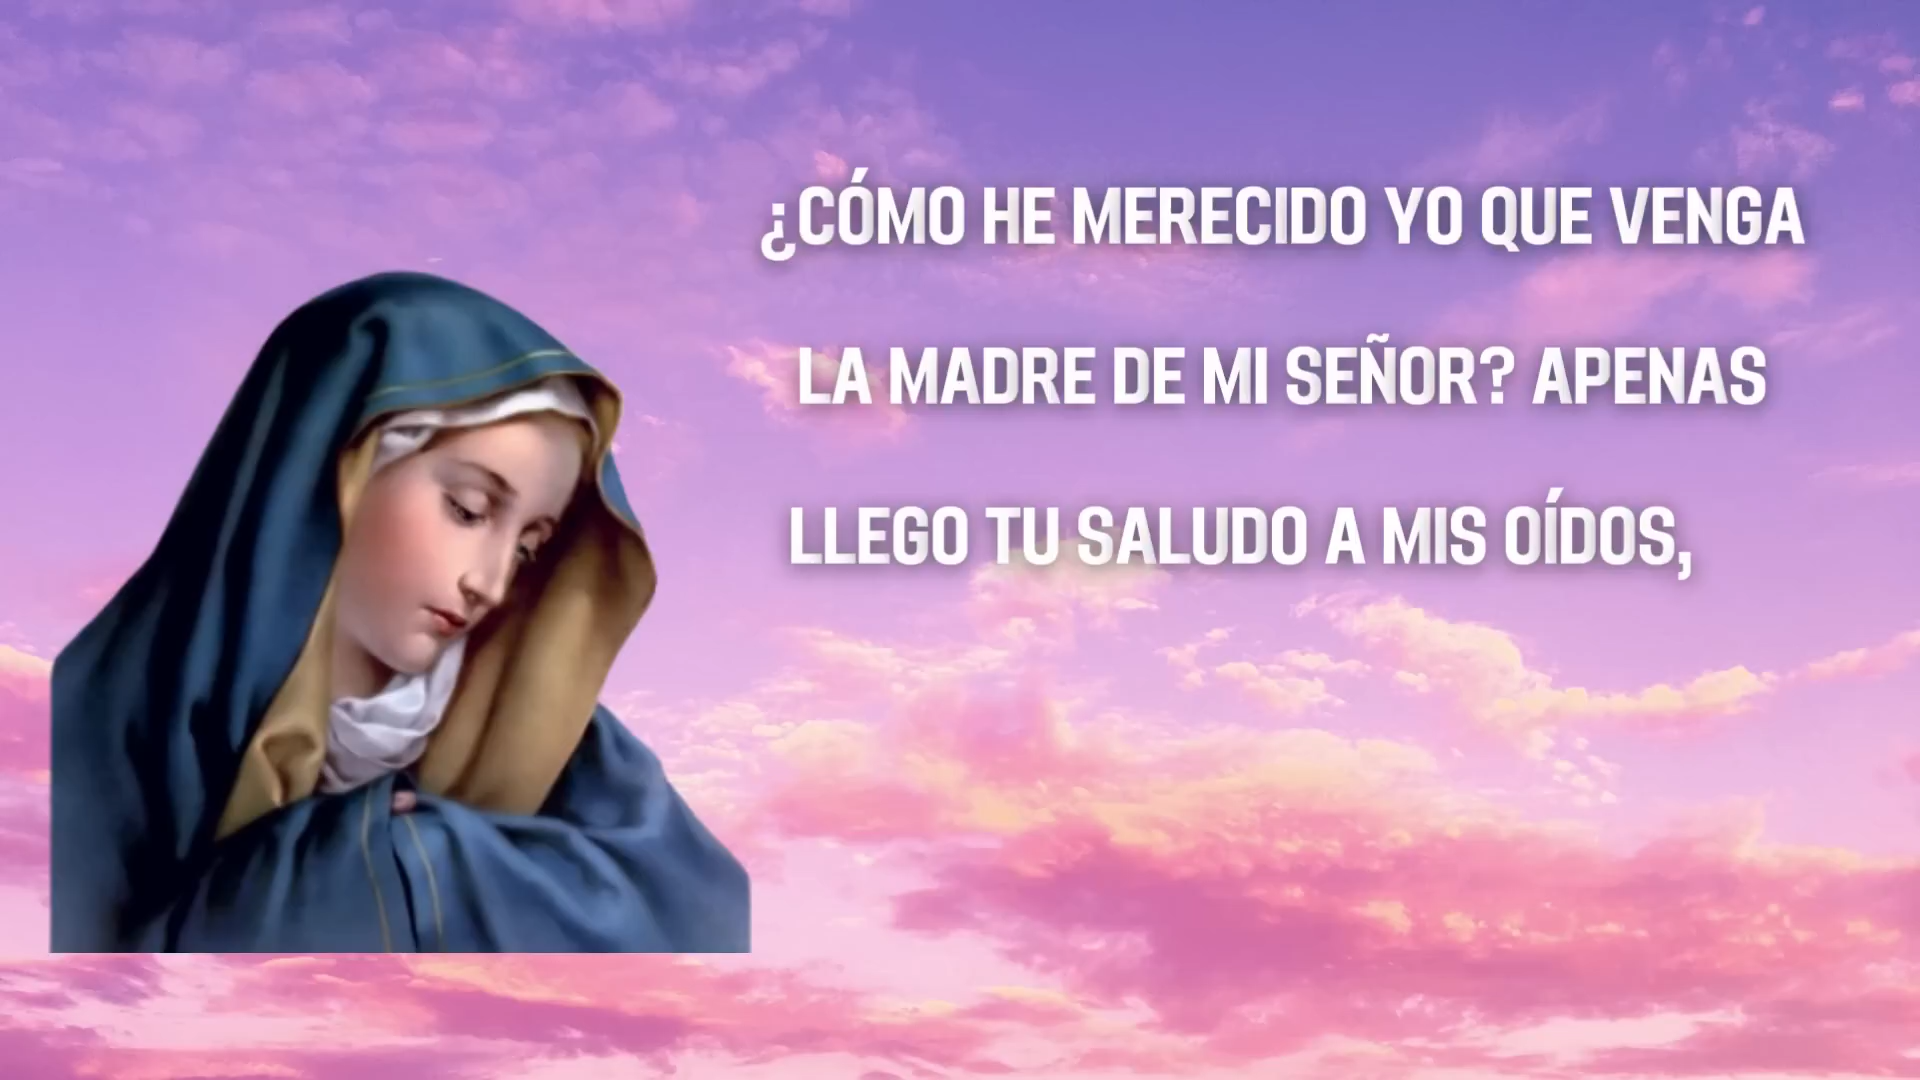 ¿CÓMO HE MERECIDO YO QUE VENGA
LA MADRE DE MI SEÑOR? APENAS
LLEGO TU SALUDO A MIS OÍDOS,